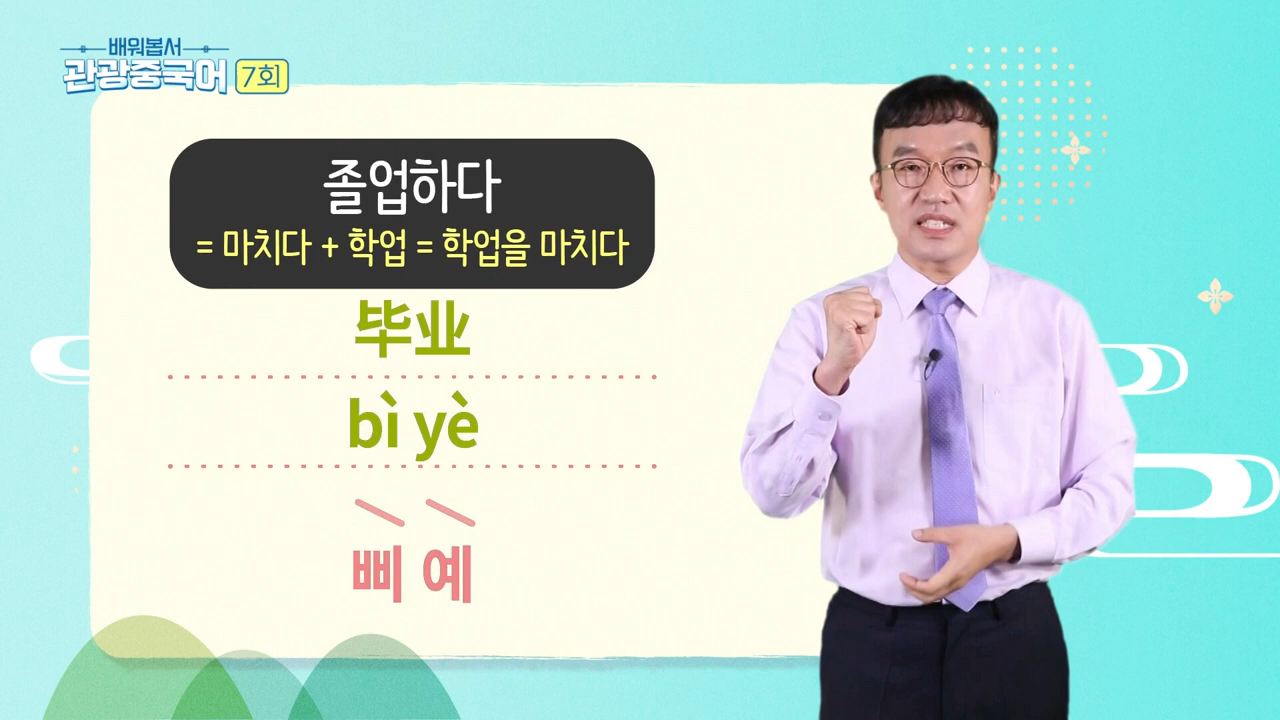 배워봅서
관광중국어 7회
졸업하다
= 마치다 + 학업 = 학업을 마치다
毕业
bì yè
삐 예